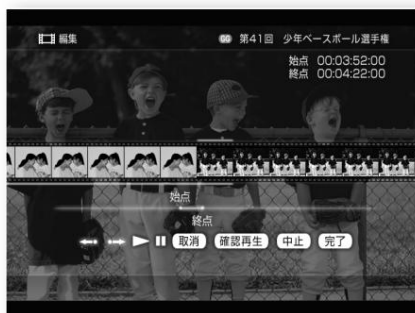 編集
GG 第41回 少年ベースボール選手権
始点 00:03:52:00
終点 00:04:22:00
始点
終点
取消 確認再生 中止 完了